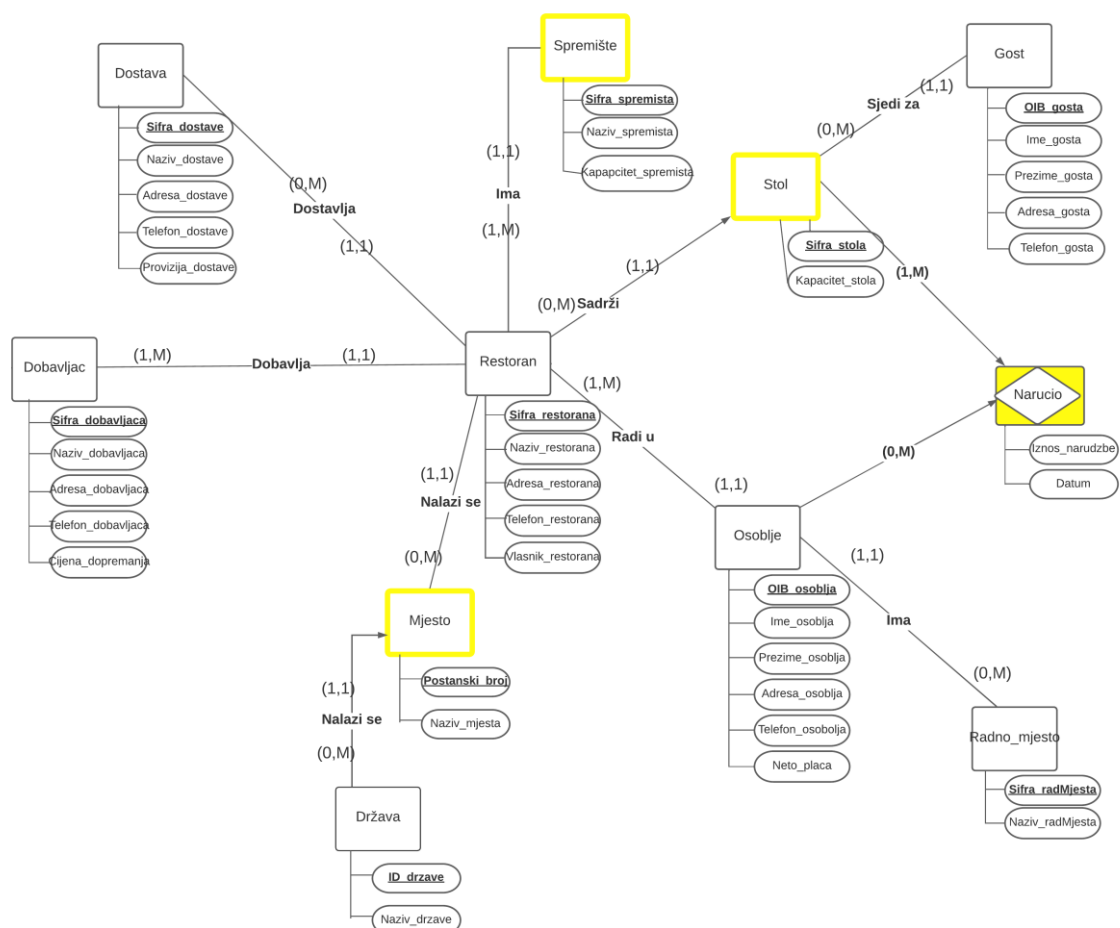 Spremište
Sifra_spremista
Naziv_spremista
Kapapcitet_spremista
Dostava
Sifra_dostave
Naziv_dostave
Adresa_dostave
Telefon_dostave
Provizija_dostave
Gost
OIB_gosta
Ime_gosta
Prezime_gosta
Adresa_gosta
Telefon_gosta
(1,1)
Sjedi za
(0,M)
Stol
Sifra_stola
Kapacitet_stola
(1,1)
Ima
(1,M)
(0,M)
Dostavlja
(1,1)
(1,1)
(0,M)
Sadrži
(1,M)
Dobavljac
Sifra_dobavljaca
Naziv_dobavljaca
Adresa_dobavljaca
Telefon_dobavljaca
Cijena_dopremanja
(1,M)
Dobavlja
(1,1)
Restoran
Sifra_restorana
Naziv_restorana
Adresa_restorana
Telefon_restorana
Vlasnik_restorana
(1,M)
Radi u
(1,1)
Narucio
Iznos_narudzbe
Datum
(0,M)
(1,1)
Nalazi se
(0,M)
Mjesto
Postanski_broj
Naziv_mjesta
(1,1)
Nalazi se
(0,M)
Država
ID_drzave
Naziv_drzave
Osoblje
OIB_osoblja
Ime_osoblja
Prezime_osoblja
Adresa_osoblja
Telefon_osobolja
Neto_placa
(1,1)
Ima
(0,M)
Radno_mjesto
Sifra_radMjesta
Naziv_radMjesta